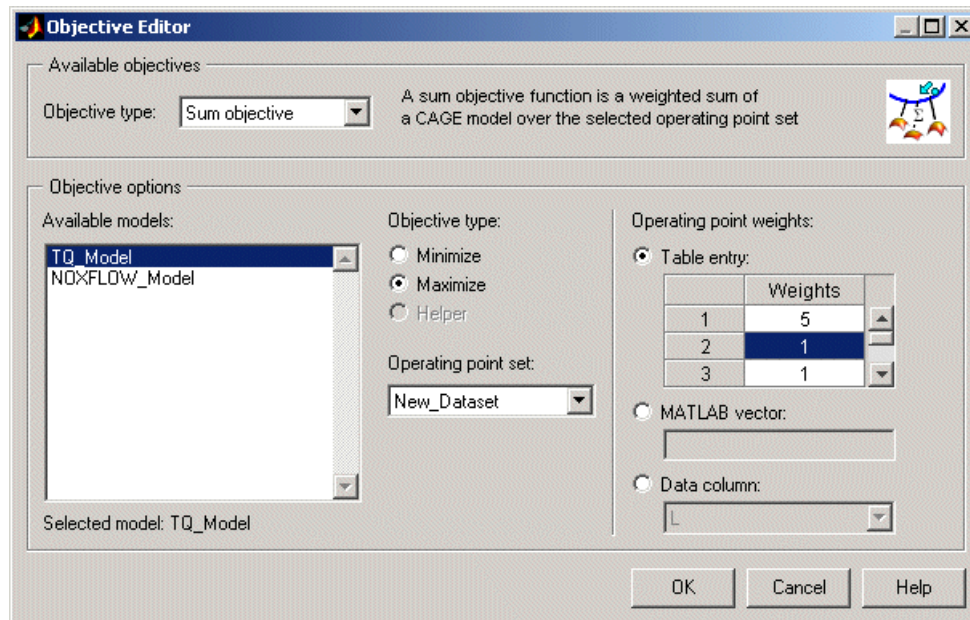 Objective Editor
Available objectives
Objective type: Sum objective
A sum objective function is a weighted sum of
a CAGE model over the selected operating point set
Σ
Objective options
Available models:
TQ_Model
NOXFLOW_Model
Selected model: TQ_Model
Objective type:
Minimize
Maximize
Helper
Operating point set:
New_Dataset
Operating point weights:
Table entry:
Weights
1 5
2 1
3 1
MATLAB vector:
Data column:
L
OK Cancel Help